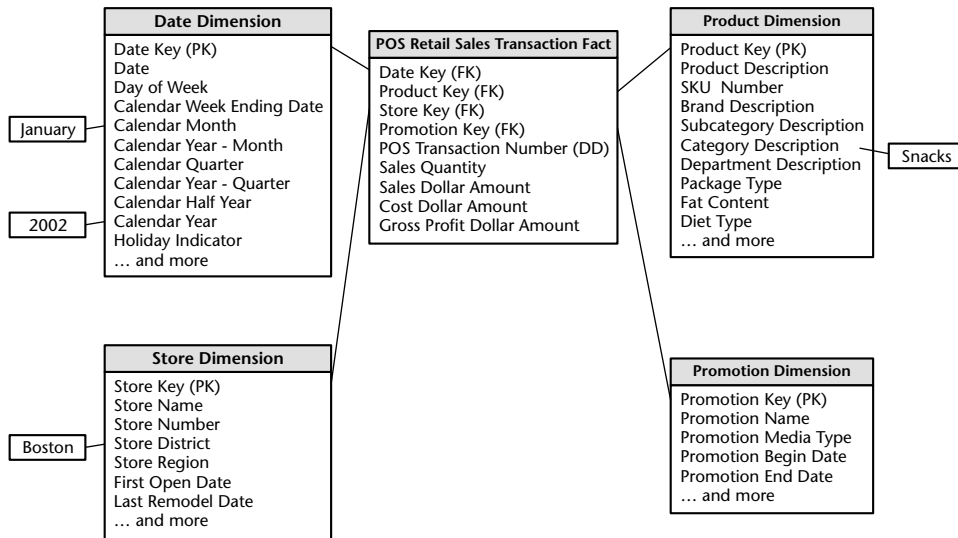 Date Dimension
Date Key (PK)
Date
Day of Week
Calendar Week Ending Date
Calendar Month
Calendar Year - Month
Calendar Quarter
Calendar Year - Quarter
Calendar Half Year
Calendar Year
Holiday Indicator
… and more
January
2002
POS Retail Sales Transaction Fact
Date Key (FK)
Product Key (FK)
Store Key (FK)
Promotion Key (FK)
POS Transaction Number (DD)
Sales Quantity
Sales Dollar Amount
Cost Dollar Amount
Gross Profit Dollar Amount
Product Dimension
Product Key (PK)
Product Description
SKU Number
Brand Description
Subcategory Description
Category Description
Department Description
Package Type
Fat Content
Diet Type
… and more
Snacks
Store Dimension
Store Key (PK)
Store Name
Store Number
Store District
Store Region
First Open Date
Last Remodel Date
… and more
Boston
Promotion Dimension
Promotion Key (PK)
Promotion Name
Promotion Media Type
Promotion Begin Date
Promotion End Date
… and more